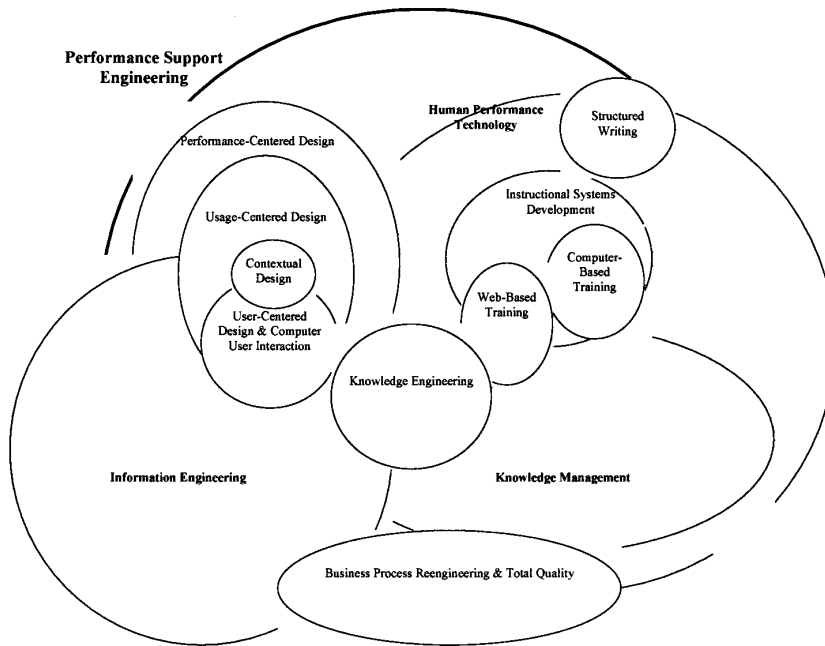 Performance Support
Engineering
Human Performance
Technology
Structured
Writing
Performance-Centered Design
Instructional Systems
Development
Usage-Centered Design
Contextual
Design
Computer-
Based
Training
Web-Based
Training
User-Centered
Design & Computer
User Interaction
Knowledge Engineering
Information Engineering
Knowledge Management
Business Process Reengineering & Total Quality